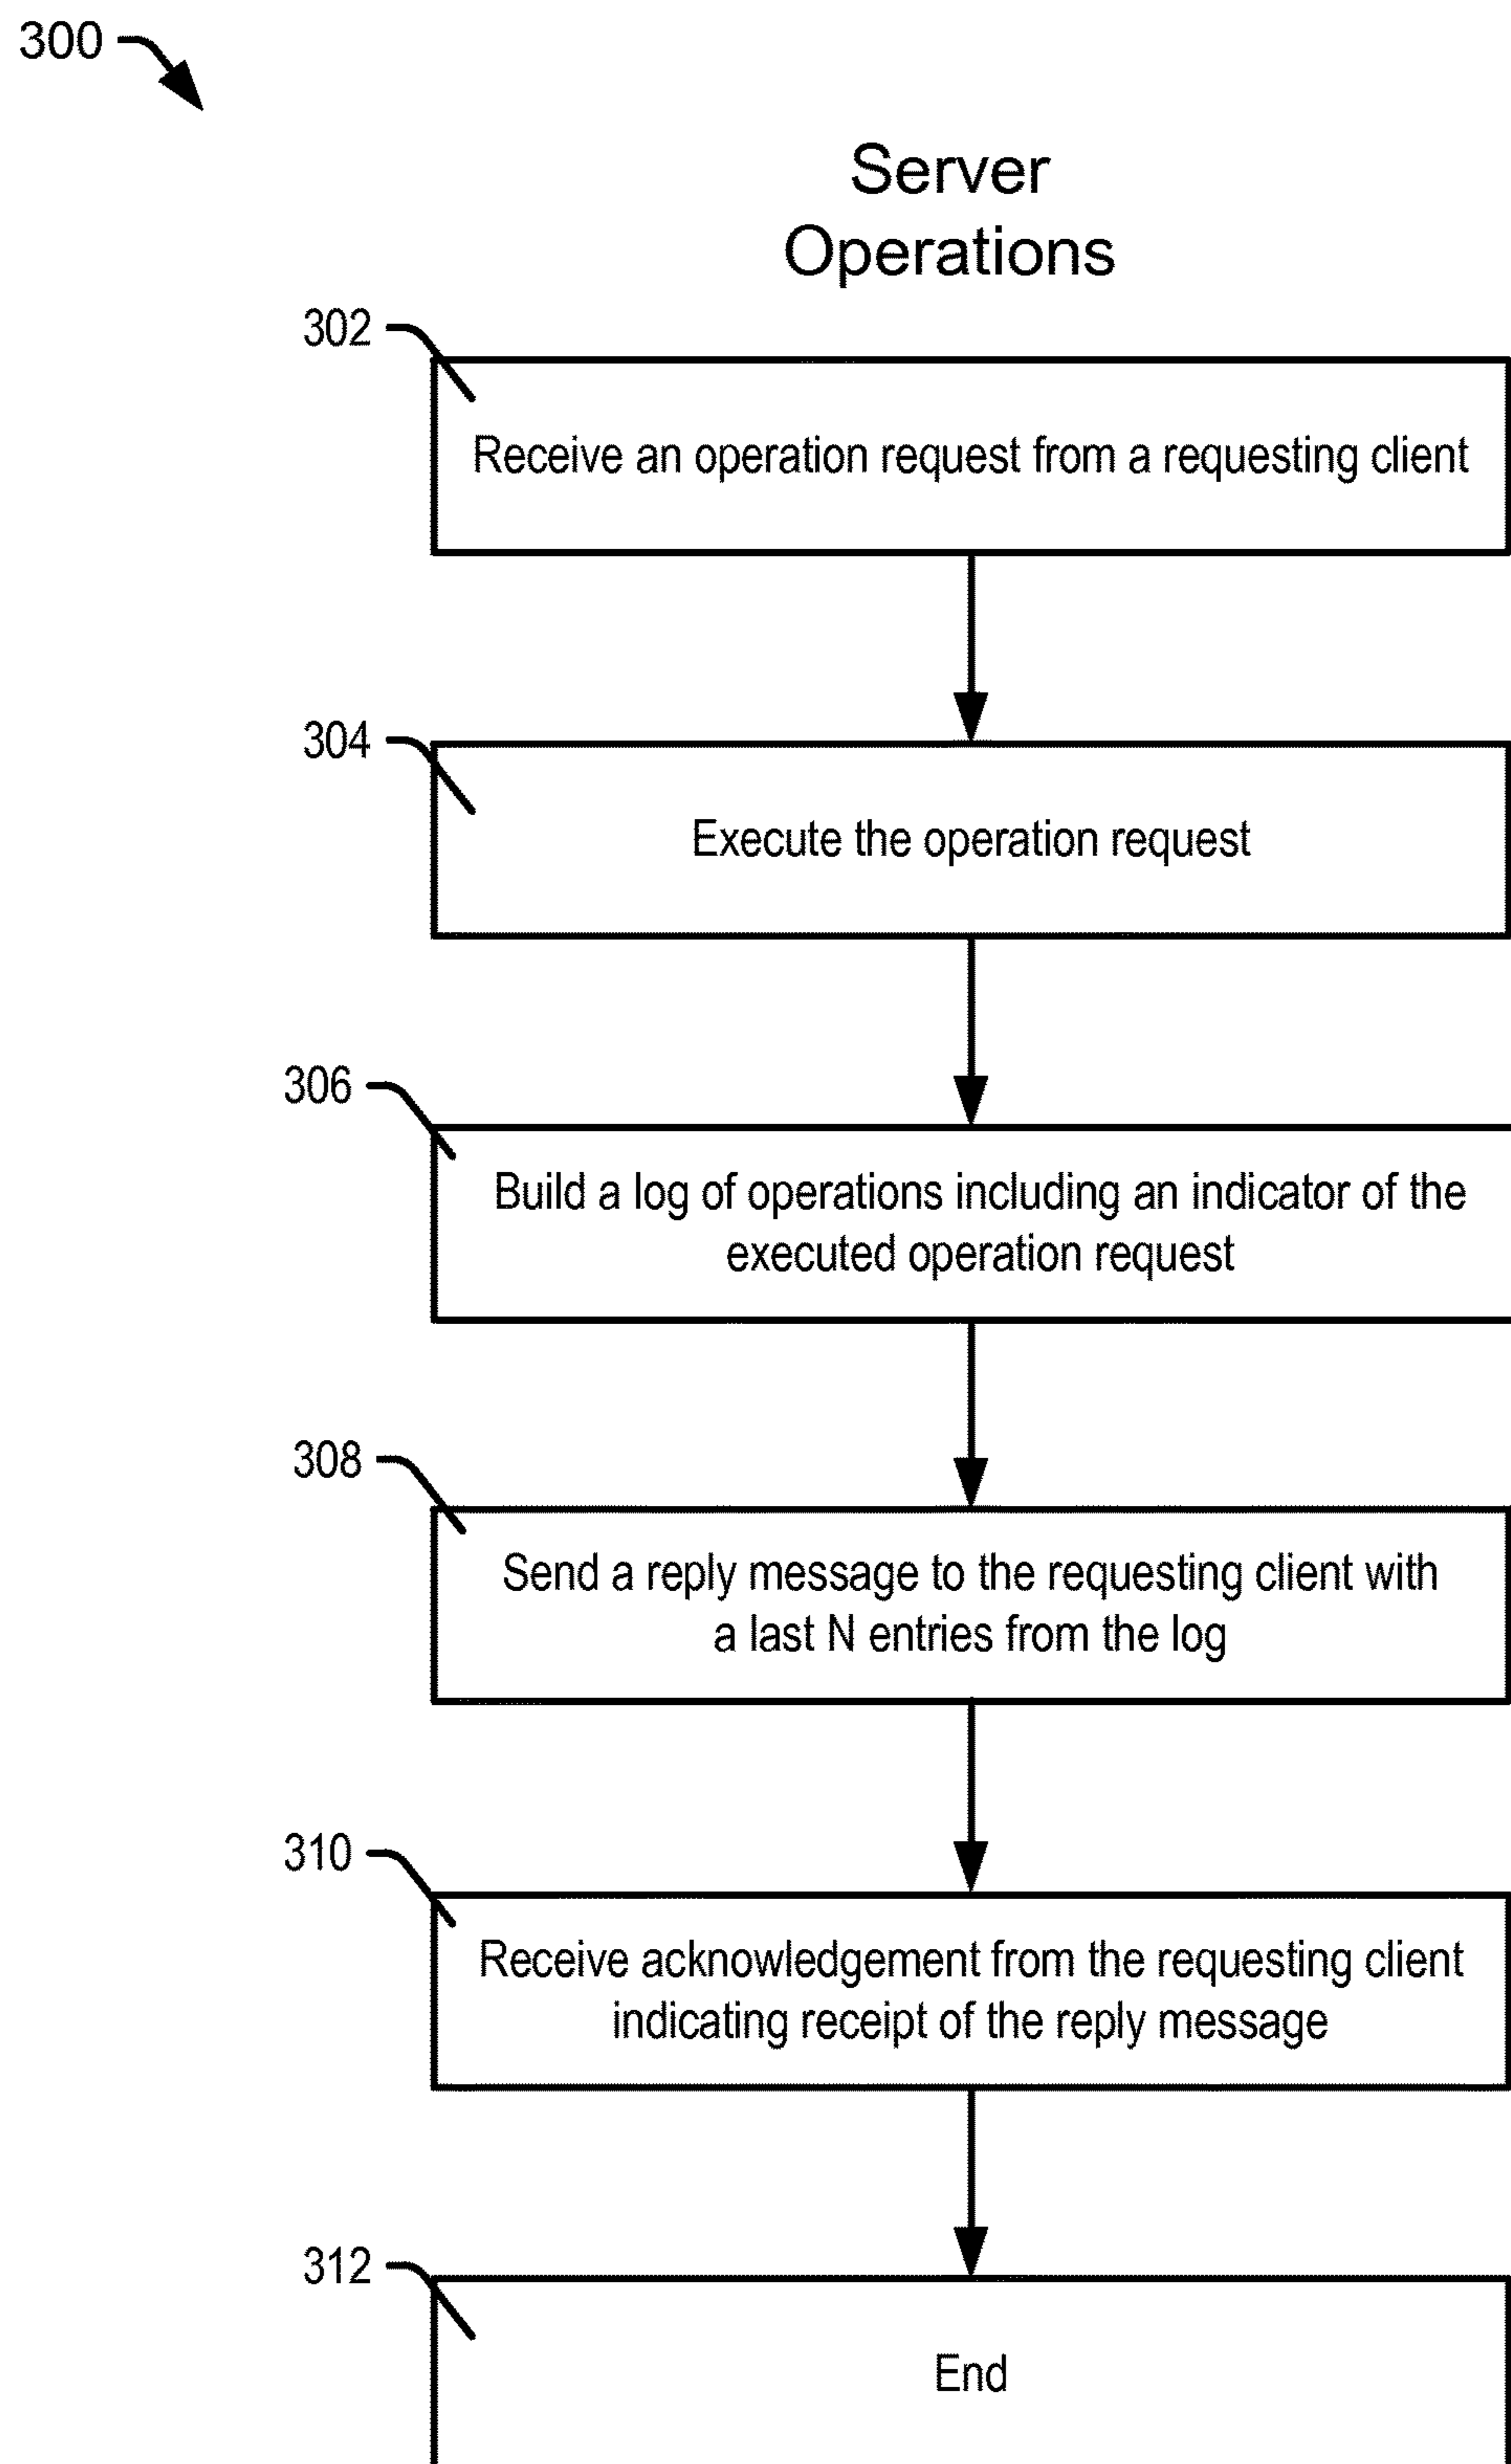 300
Server
Operations
302
Receive an operation request from a requesting client
304
Execute the operation request
306
Build a log of operations including an indicator of the
executed operation request
308
Send a reply message to the requesting client with
a last N entries from the log
310
Receive acknowledgement from the requesting client
indicating receipt of the reply message
312
End